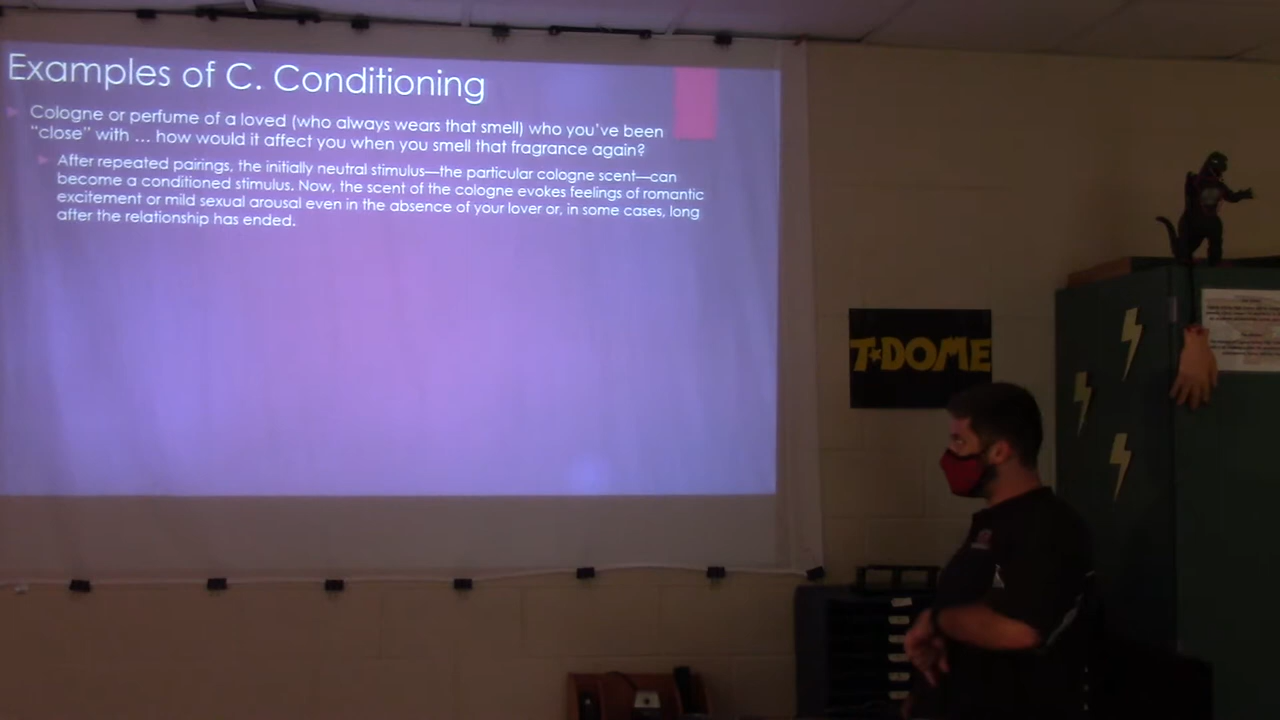 Examples of C. Conditioning
Cologne or perfume of a loved (who always wears that smell) who you've been
"close" with ... how would it affect you when you smell that fragrance again?
After repeated pairings, the initially neutral stimulus—the particular cologne scent—can
become a conditioned stimulus. Now, the scent of the cologne evokes feelings of romantic
excitement or mild sexual arousal even in the absence of your lover or, in some cases, long
after the relationship has ended.
T★DOME